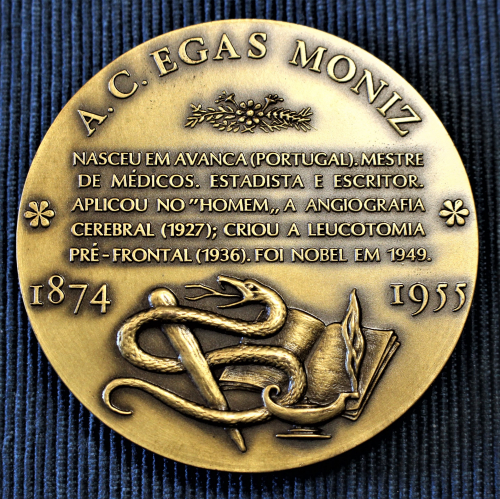 A. C. EGAS MONIZ
NASCEU EM AVANCA (PORTUGAL). MESTRE
DE MÉDICOS. ESTADISTA E ESCRITOR.
APLICOU NO "HOMEM,, A ANGIOGRAFIA
CEREBRAL (1927); CRIOU A LEUCOTOMIA
PRÉ-FRONTAL (1936). FOI NOBEL EM 1949.
1874 1955